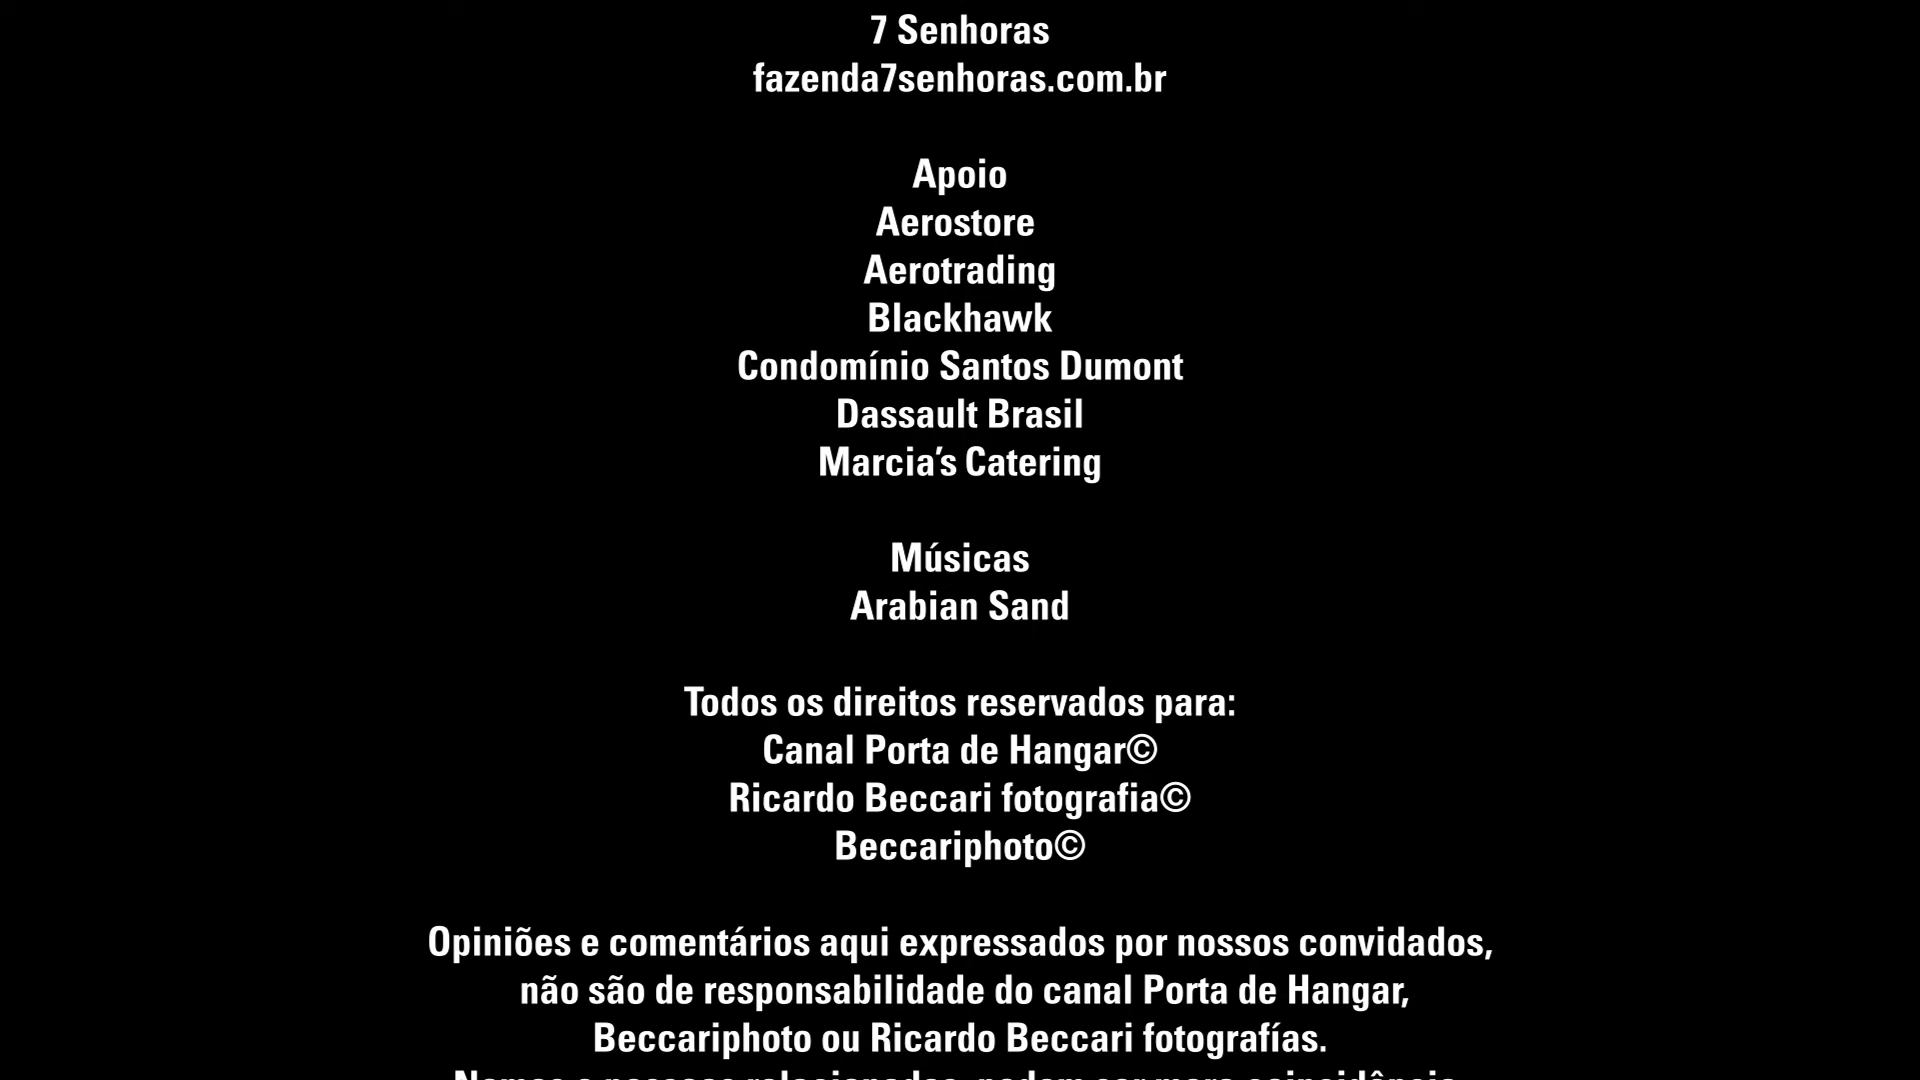 7 Senhoras
fazenda7senhoras.com.br
Apoio
Aerostore
Aerotrading
Blackhawk
Condomínio Santos Dumont
Dassault Brasil
Marcia’s Catering
Músicas
Arabian Sand
Todos os direitos reservados para:
Canal Porta de Hangar©
Ricardo Beccari fotografia©
Beccariphoto©
Opiniões e comentários aqui expressados por nossos convidados,
não são de responsabilidade do canal Porta de Hangar,
Beccariphoto ou Ricardo Beccari fotografías.